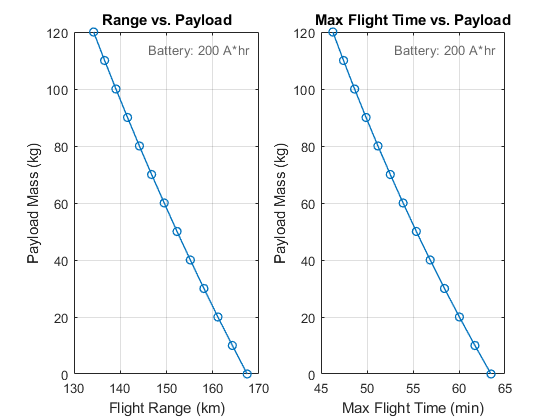 Range vs. Payload
Battery: 200 A*hr
120
100
80
60
40
20
0
Payload Mass (kg)
130 140 150 160 170
Flight Range (km)
Max Flight Time vs. Payload
Battery: 200 A*hr
120
100
80
60
40
20
0
Payload Mass (kg)
45 50 55 60 65
Max Flight Time (min)